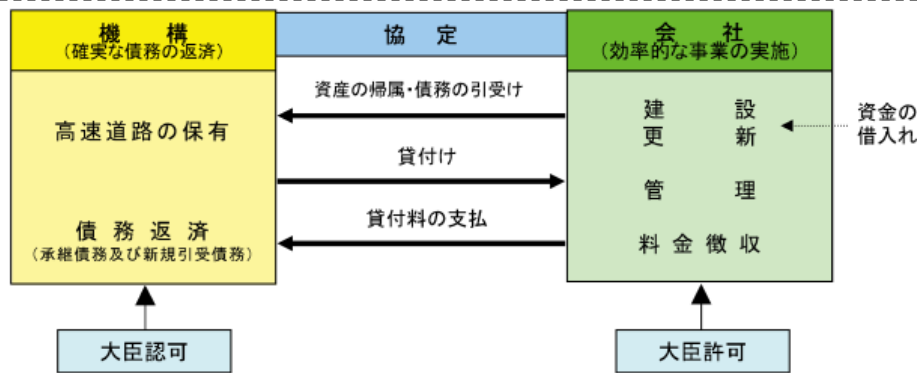 機構
(確実な債務の返済)
協定
会社
(効率的な事業の実施)
資産の帰属・債務の引受け
高速道路の保有
建設
更新
資金の
借入れ
貸付け
管理
債務返済
(承継債務及び新規引受債務)
貸付料の支払
料金徴収
大臣認可
大臣許可